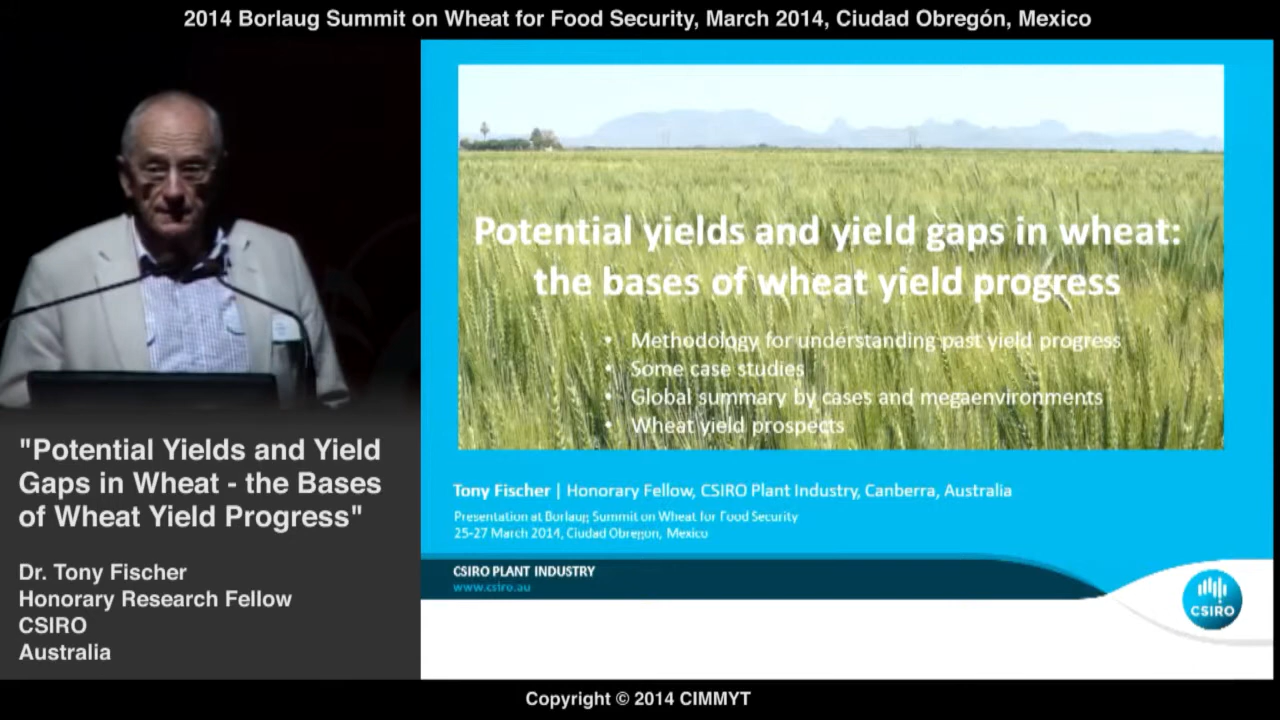 2014 Borlaug Summit on Wheat for Food Security, March 2014, Ciudad Obregón, Mexico
Potential yields and yield gaps in wheat:
the bases of wheat yield progress
• Methodology for understanding past yield progress
• Some case studies
• Global summary by cases and megaenvironments
• Wheat yield prospects
Tony Fischer | Honorary Fellow, CSIRO Plant Industry, Canberra, Australia
Presentation at Borlaug Summit on Wheat for Food Security
25-27 March 2014, Ciudad Obregon, Mexico
CSIRO PLANT INDUSTRY
www.csiro.au
CSIRO
"Potential Yields and Yield
Gaps in Wheat - the Bases
of Wheat Yield Progress"
Dr. Tony Fischer
Honorary Research Fellow
CSIRO
Australia
Copyright © 2014 CIMMYT